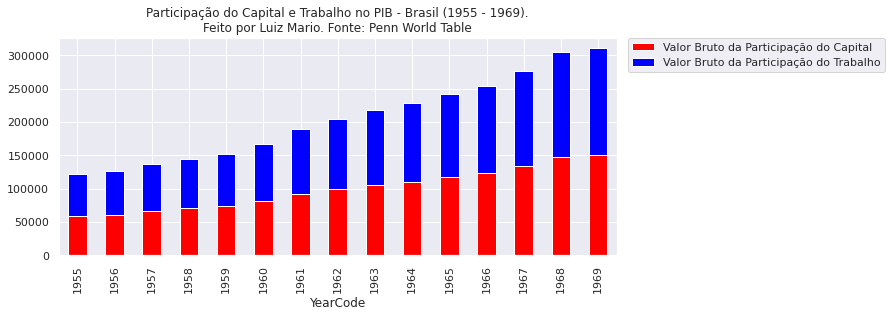 Participação do Capital e Trabalho no PIB - Brasil (1955 - 1969).
Feito por Luiz Mario. Fonte: Penn World Table
Valor Bruto da Participação do Capital
Valor Bruto da Participação do Trabalho
300000
250000
200000
150000
100000
50000
0
1955 1956 1957 1958 1959 1960 1961 1962 1963 1964 1965 1966 1967 1968 1969
YearCode